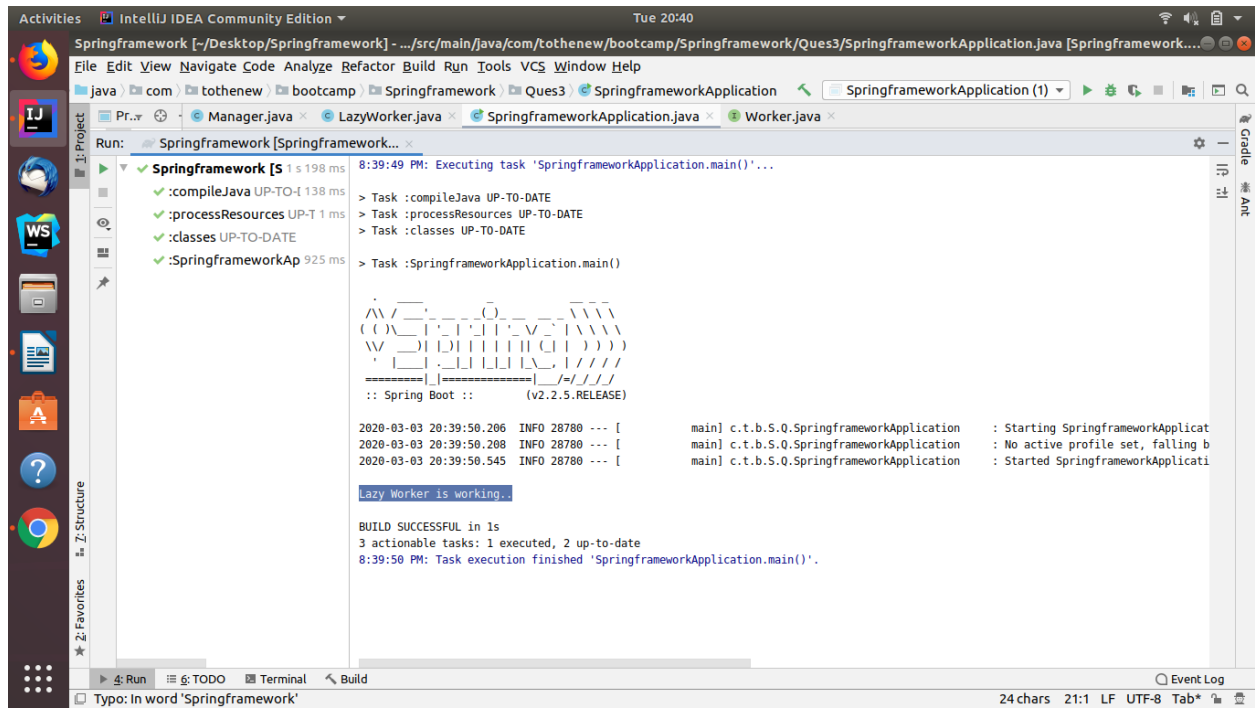 Activities IntelliJ IDEA Community Edition Tue 20:40
Springframework [~/Desktop/Springframework] - .../src/main/java/com/tothenew/bootcamp/Springframework/Ques3/SpringframeworkApplication.java [Springframework....
File Edit View Navigate Code Analyze Refactor Build Run Tools VCS Window Help
java com tothenew bootcamp Springframework Ques3 SpringframeworkApplication SpringframeworkApplication (1)
Pr.. Manager.java LazyWorker.java SpringframeworkApplication.java Worker.java
Run: Springframework [Springframework...
Springframework [S 1 s 198 ms
:compileJava UP-TO-D 138 ms
:processResources UP-T 1 ms
:classes UP-TO-DATE
:SpringframeworkAp 925 ms
8:39:49 PM: Executing task 'SpringframeworkApplication.main()'...
> Task :compileJava UP-TO-DATE
> Task :processResources UP-TO-DATE
> Task :classes UP-TO-DATE
> Task :SpringframeworkApplication.main()
Spring
:: Spring Boot :: (v2.2.5.RELEASE)
2020-03-03 20:39:50.206 INFO 28780 --- [ main] c.t.b.S.Q.SpringframeworkApplication : Starting SpringframeworkApplicat
2020-03-03 20:39:50.208 INFO 28780 --- [ main] c.t.b.S.Q.SpringframeworkApplication : No active profile set, falling b
2020-03-03 20:39:50.545 INFO 28780 --- [ main] c.t.b.S.Q.SpringframeworkApplication : Started SpringframeworkApplicati
Lazy Worker is working..
BUILD SUCCESSFUL in 1s
3 actionable tasks: 1 executed, 2 up-to-date
8:39:50 PM: Task execution finished 'SpringframeworkApplication.main()'.
1: Project
Z: Structure
2: Favorites
Gradle
Ant
IJ
WS
4: Run 6: TODO Terminal Build Event Log
Typo: In word 'Springframework' 24 chars 21:1 LF UTF-8 Tab*